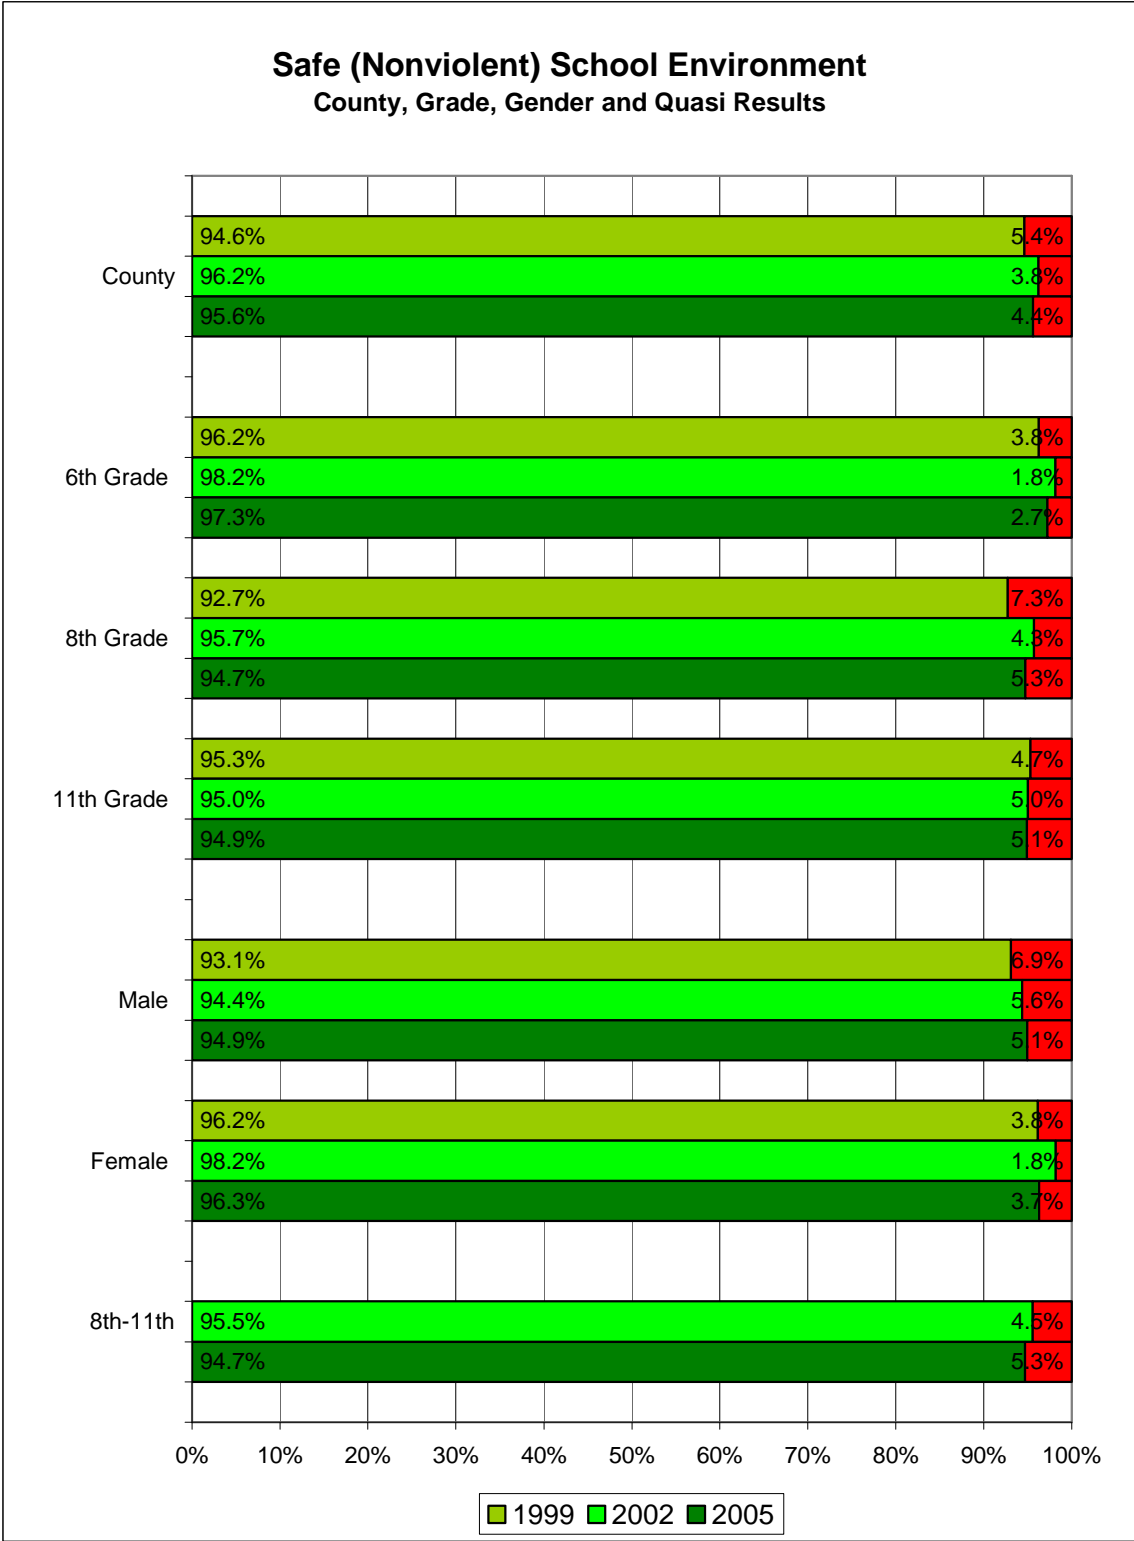 Safe (Nonviolent) School Environment
County, Grade, Gender and Quasi Results
94.6% 5.4%
County 96.2% 3.8%
95.6% 4.4%
96.2% 3.8%
6th Grade 98.2% 1.8%
97.3% 2.7%
92.7% 7.3%
8th Grade 95.7% 4.3%
94.7% 5.3%
95.3% 4.7%
11th Grade 95.0% 5.0%
94.9% 5.1%
93.1% 6.9%
Male 94.4% 5.6%
94.9% 5.1%
96.2% 3.8%
Female 98.2% 1.8%
96.3% 3.7%
8th-11th 95.5% 4.5%
94.7% 5.3%
0% 10% 20% 30% 40% 50% 60% 70% 80% 90% 100%
1999 2002 2005